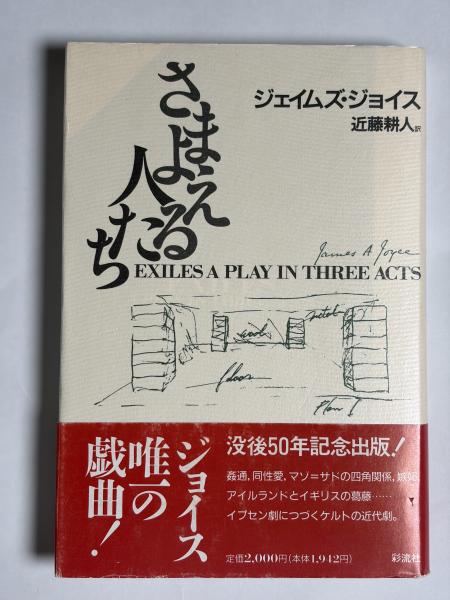 さまよえる
人たち
ジェイムズ・ジョイス
近藤耕人訳
James A Joyce
EXILES A PLAY IN THREE ACTS
floor
Plan I
ジョイス
唯一の
戯曲!
没後50年記念出版!
姦通,同性愛,マゾ=サドの四角関係,嫉妬,
アイルランドとイギリスの葛藤……
イプセン劇につづくケルトの近代劇。
定価2,000円(本体1,942円)
彩流社